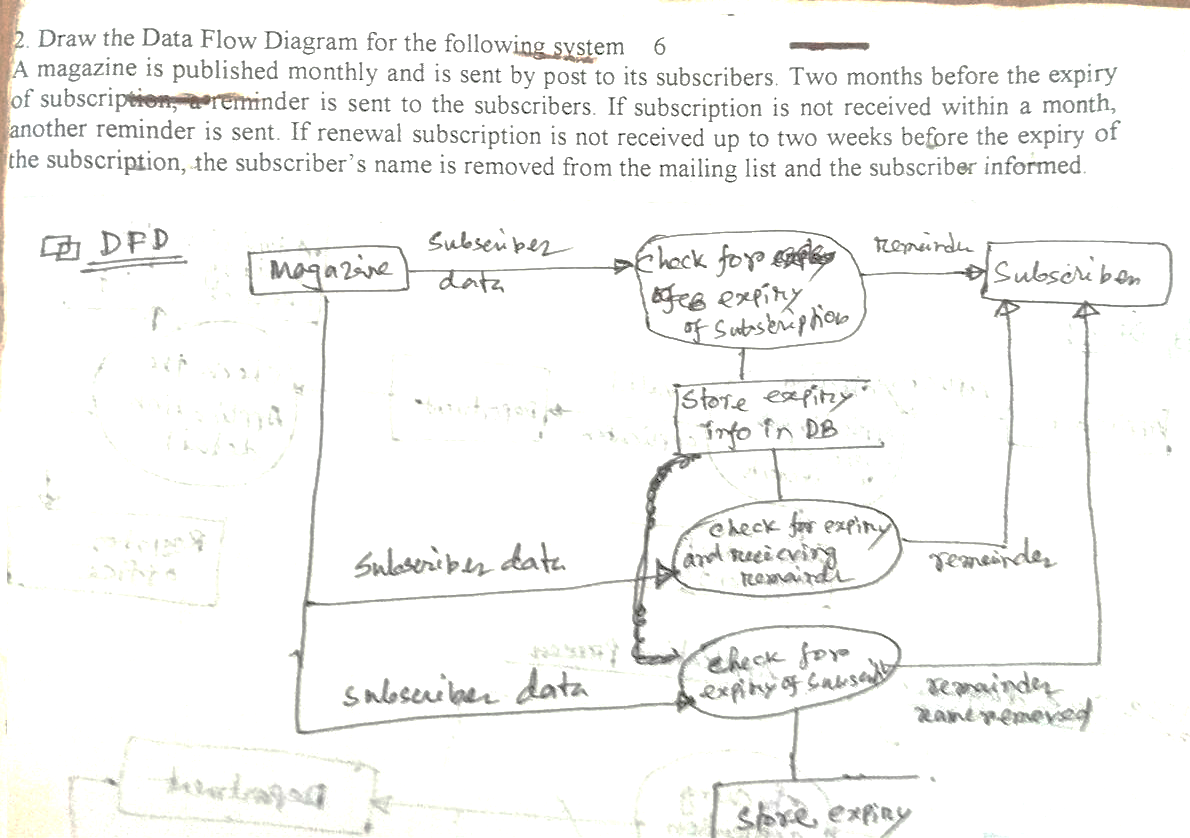 2. Draw the Data Flow Diagram for the following system 6
A magazine is published monthly and is sent by post to its subscribers. Two months before the expiry
of subscription, a reminder is sent to the subscribers. If subscription is not received within a month,
another reminder is sent. If renewal subscription is not received up to two weeks before the expiry of
the subscription, the subscriber's name is removed from the mailing list and the subscriber informed.
DFD
Magazine
Subscriber
data
Check for
expiry
of Subscription
remainder
Subscriber
Store expiry
info in DB
check for expiry
and recieving
remainder
Subscriber data
remeinder
check for
expiry of
subscriber data
remainder
name removed
Store expiry
Department